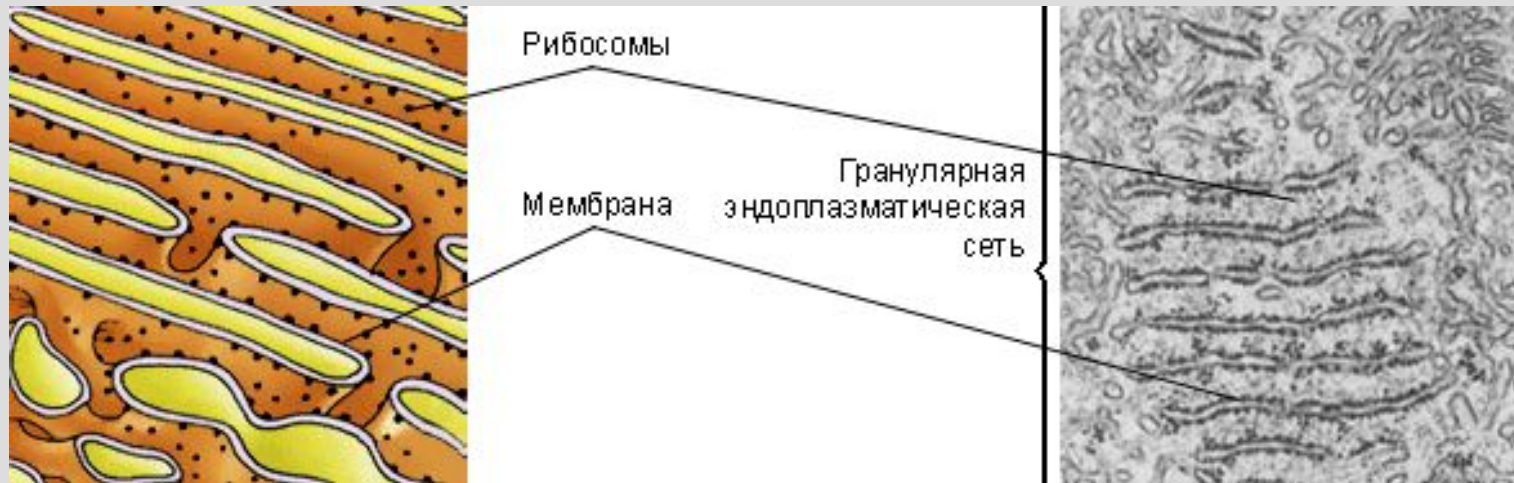 Рибосомы
Мембрана
Гранулярная
эндоплазматическая
сеть